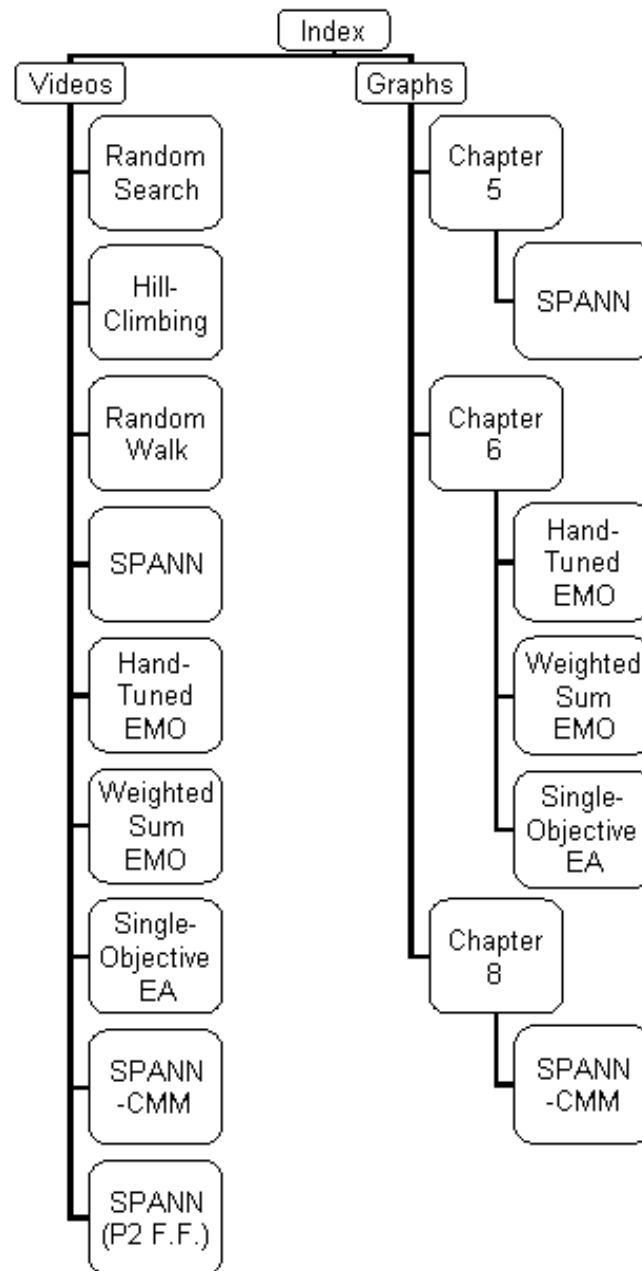 Index
Videos
Random
Search
Hill-
Climbing
Random
Walk
SPANN
Hand-
Tuned
EMO
Weighted
Sum
EMO
Single-
Objective
EA
SPANN
-CMM
SPANN
(P2 F.F.)
Graphs
Chapter
5
SPANN
Chapter
6
Hand-
Tuned
EMO
Weighted
Sum
EMO
Single-
Objective
EA
Chapter
8
SPANN
-CMM